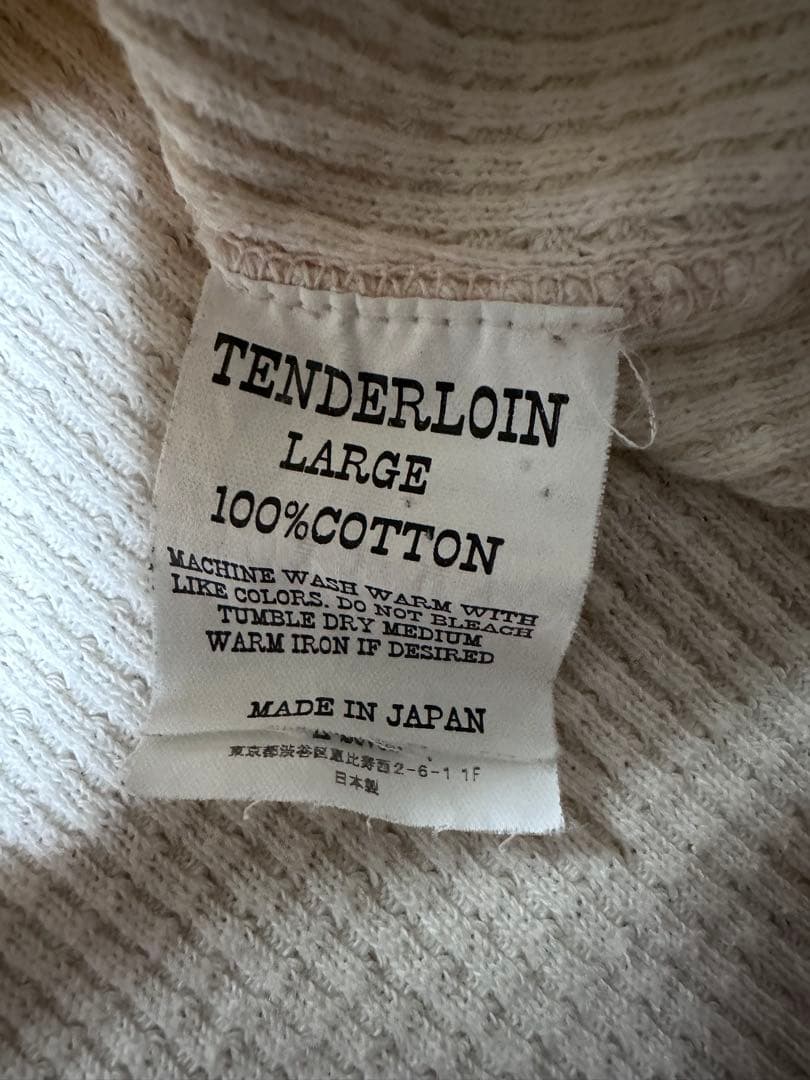 TENDERLOIN
LARGE
100%COTTON
MACHINE WASH WARM WITH
LIKE COLORS. DO NOT BLEACH
TUMBLE DRY MEDIUM
WARM IRON IF DESIRED
MADE IN JAPAN
東京都渋谷区恵比寿西2-6-1 1F
日本製